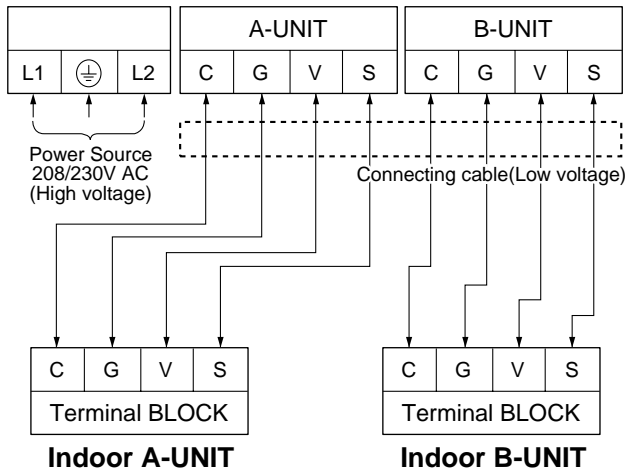 A-UNIT B-UNIT
L1 L2 C G V S C G V S
Power Source
208/230V AC
(High voltage)
Connecting cable(Low voltage)
C G V S C G V S
Terminal BLOCK Terminal BLOCK
Indoor A-UNIT Indoor B-UNIT